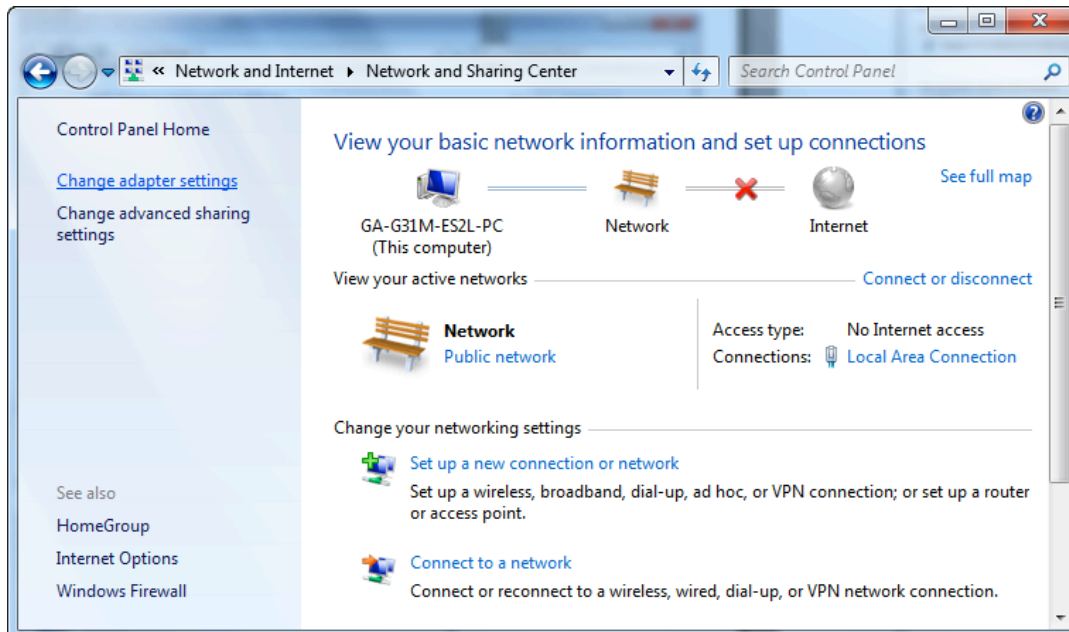 « Network and Internet ▸ Network and Sharing Center
Search Control Panel
Control Panel Home
Change adapter settings
Change advanced sharing
settings
See also
HomeGroup
Internet Options
Windows Firewall
View your basic network information and set up connections
See full map
GA-G31M-ES2L-PC
(This computer)
Network
Internet
View your active networks
Connect or disconnect
Network
Public network
Access type: No Internet access
Connections: Local Area Connection
Change your networking settings
Set up a new connection or network
Set up a wireless, broadband, dial-up, ad hoc, or VPN connection; or set up a router
or access point.
Connect to a network
Connect or reconnect to a wireless, wired, dial-up, or VPN network connection.